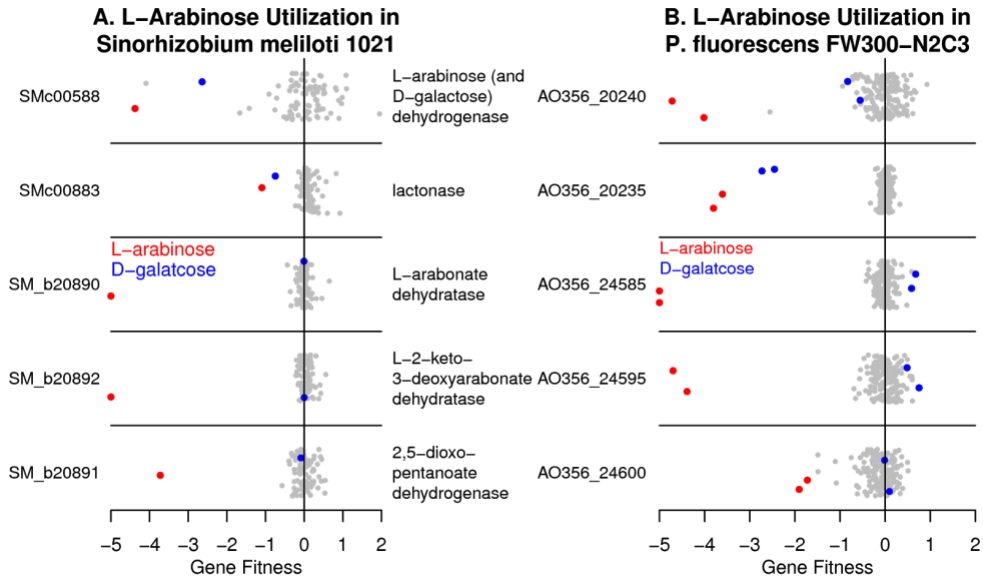 A. L−Arabinose Utilization in
Sinorhizobium meliloti 1021
B. L−Arabinose Utilization in
P. fluorescens FW300−N2C3
SMc00588
L−arabinose (and
D−galactose)
dehydrogenase
AO356_20240
SMc00883
lactonase
AO356_20235
L−arabinose
D−galatcose
SM_b20890
L−arabonate
dehydratase
L−arabinose
D−galatcose
AO356_24585
SM_b20892
L−2−keto−
3−deoxyarabonate
dehydratase
AO356_24595
SM_b20891
2,5−dioxo−
pentanoate
dehydrogenase
AO356_24600
−5 −4 −3 −2 −1 0 1 2
Gene Fitness
−5 −4 −3 −2 −1 0 1 2
Gene Fitness